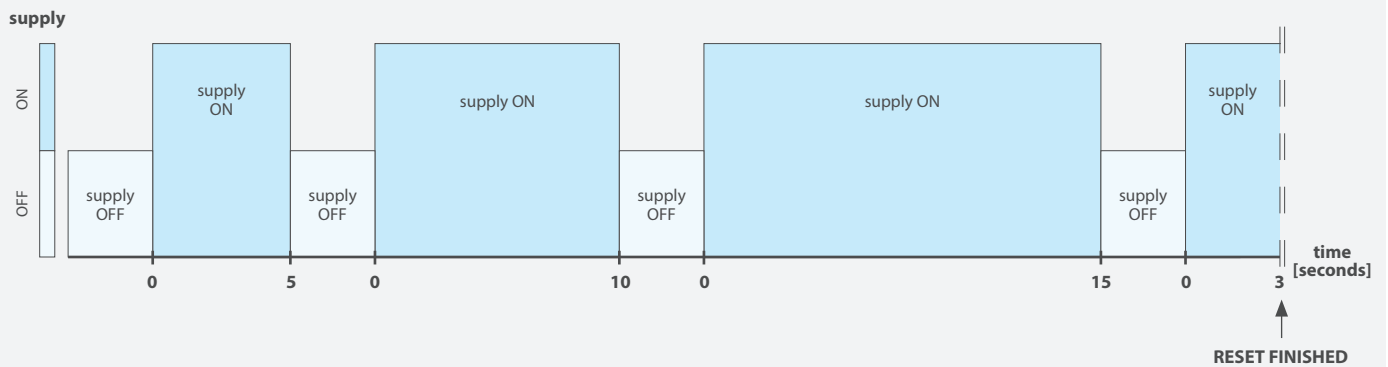 supply
ON
OFF
supply
OFF
supply
ON
supply
OFF
supply ON
supply
OFF
supply ON
supply
OFF
supply
ON
0
5
0
10
0
15
0
3
time
[seconds]
RESET FINISHED